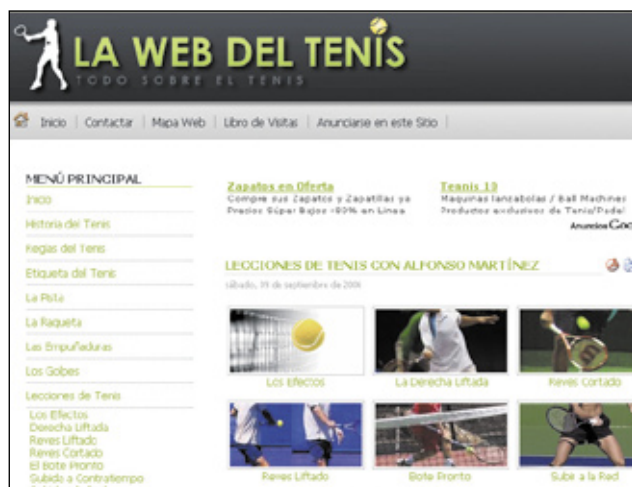 LA WEB DEL TENIS
TODO SOBRE EL TENIS
Inicio | Contactar | Mapa Web | Libro de Visitas | Anunciarse en este Sitio |
MENÚ PRINCIPAL
Inicio
Historia del Tenis
Reglas del Tenis
Etiqueta del Tenis
La Pista
La Raqueta
Las Empuñaduras
Los Golpes
Lecciones de Tenis
Los Efectos
Derecha Liftada
Reves Liftado
Reves Cortado
El Bote Pronto
Subida a Contratiempo
Zapatos en Oferta
Compre sus Zapatos y Zapatillas ya
Precios Súper Bajos -80% en Linea
Tennis 10
Maquinas lanzabolas / Ball Machines
Productos exclusivos de Tenis/Padel
Anuncios Goo
LECCIONES DE TENIS CON ALFONSO MARTÍNEZ
sábado, de septiembre de
Los Efectos
La Derecha Liftada
Reves Cortado
Reves Liftado
Bote Pronto
Subir a la Red